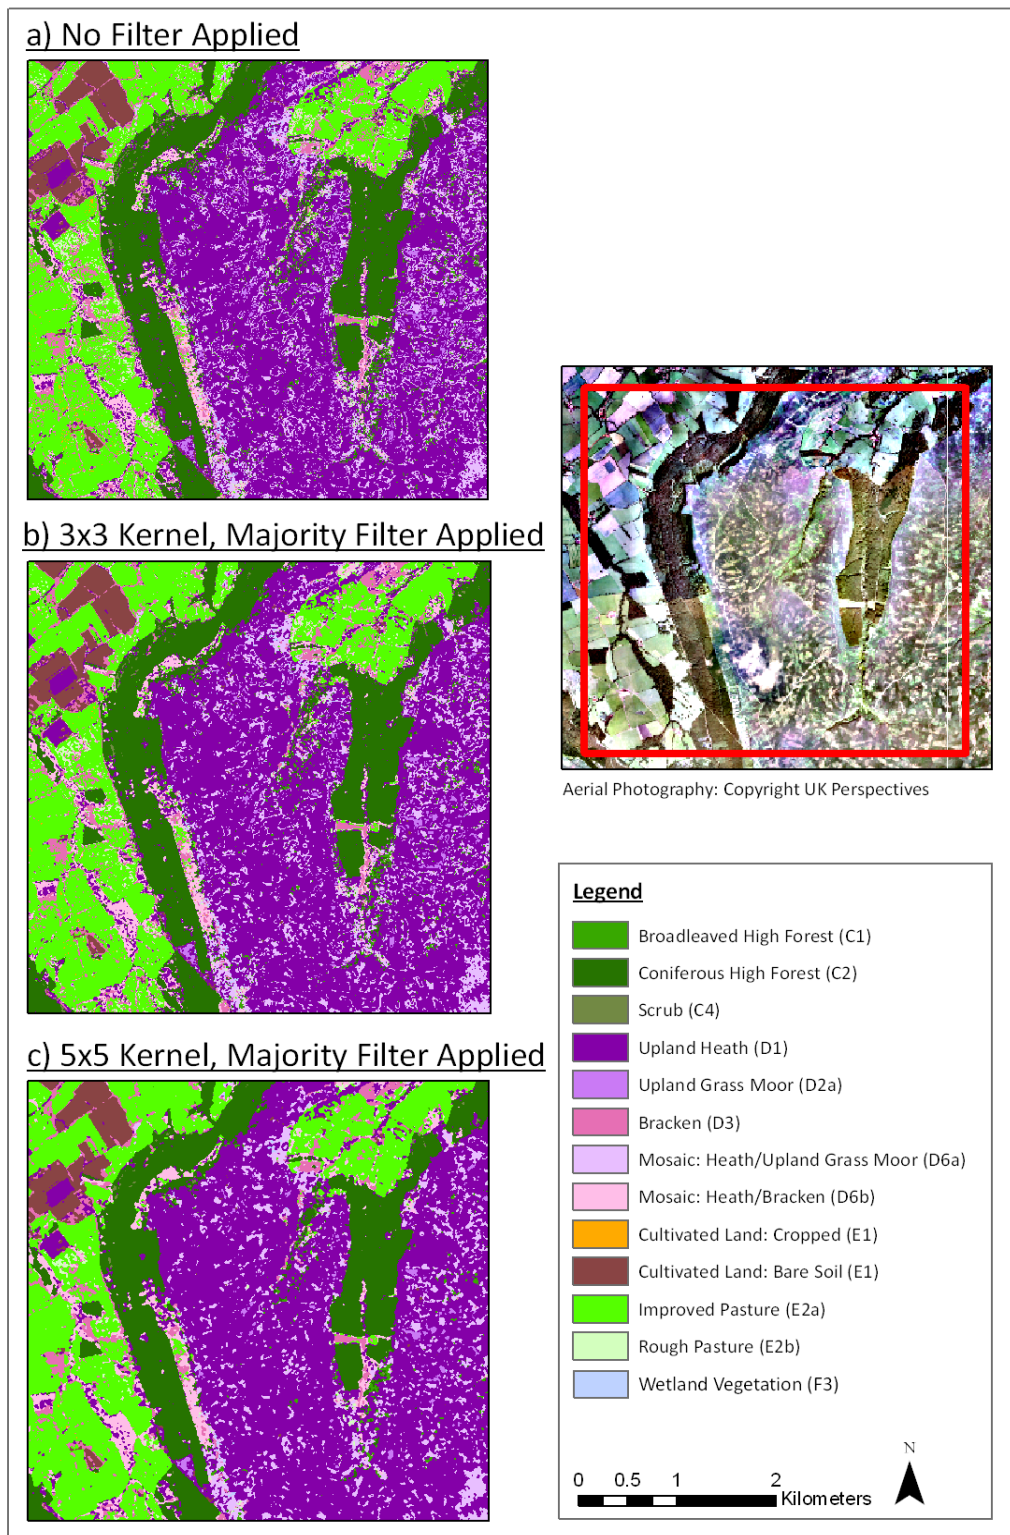 a) No Filter Applied
b) 3x3 Kernel, Majority Filter Applied
Aerial Photography: Copyright UK Perspectives
c) 5x5 Kernel, Majority Filter Applied
Legend
Broadleaved High Forest (C1)
Coniferous High Forest (C2)
Scrub (C4)
Upland Heath (D1)
Upland Grass Moor (D2a)
Bracken (D3)
Mosaic: Heath/Upland Grass Moor (D6a)
Mosaic: Heath/Bracken (D6b)
Cultivated Land: Cropped (E1)
Cultivated Land: Bare Soil (E1)
Improved Pasture (E2a)
Rough Pasture (E2b)
Wetland Vegetation (F3)
N
0 0.5 1 2
Kilometers